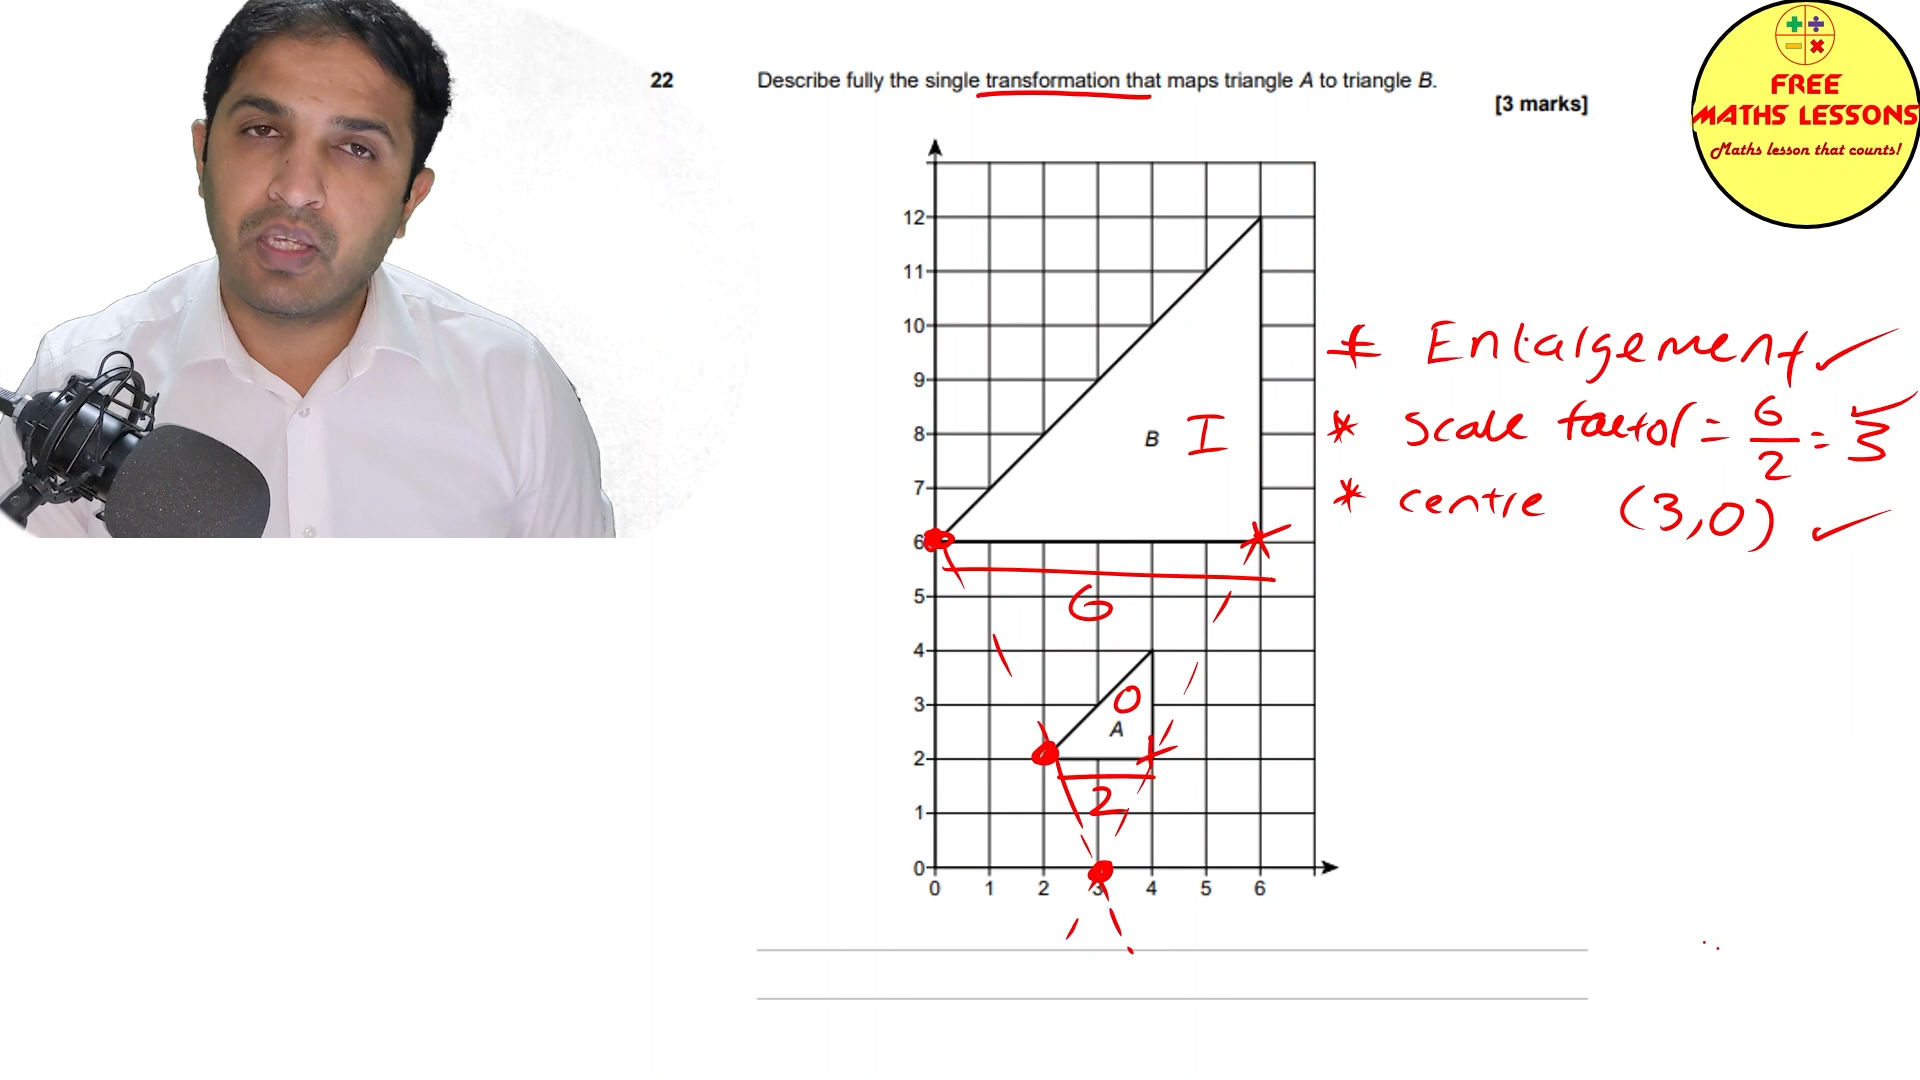 22 Describe fully the single transformation that maps triangle A to triangle B.
[3 marks]
FREE
MATHS LESSONS
Maths lesson that counts!
12
11
10
9
8
7
6
5
4
3
2
1
0
0 1 2 3 4 5 6
B I
6
O
A
2
* Enlargement ✓
* Scale factor = 6/2 = 3 ✓
* centre (3,0) ✓